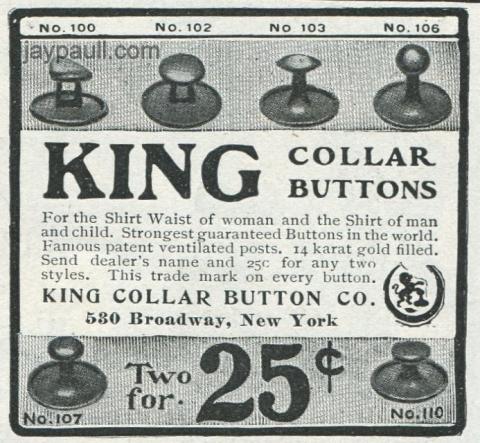 No. 100 No. 102 No 103 No. 106
jaypaull.com
KING COLLAR
BUTTONS
For the Shirt Waist of woman and the Shirt of man
and child. Strongest guaranteed Buttons in the world.
Famous patent ventilated posts. 14 karat gold filled.
Send dealer's name and 25c for any two
styles. This trade mark on every button.
KING COLLAR BUTTON CO.
530 Broadway, New York
Two
for.
25¢
No. 107 No. 110